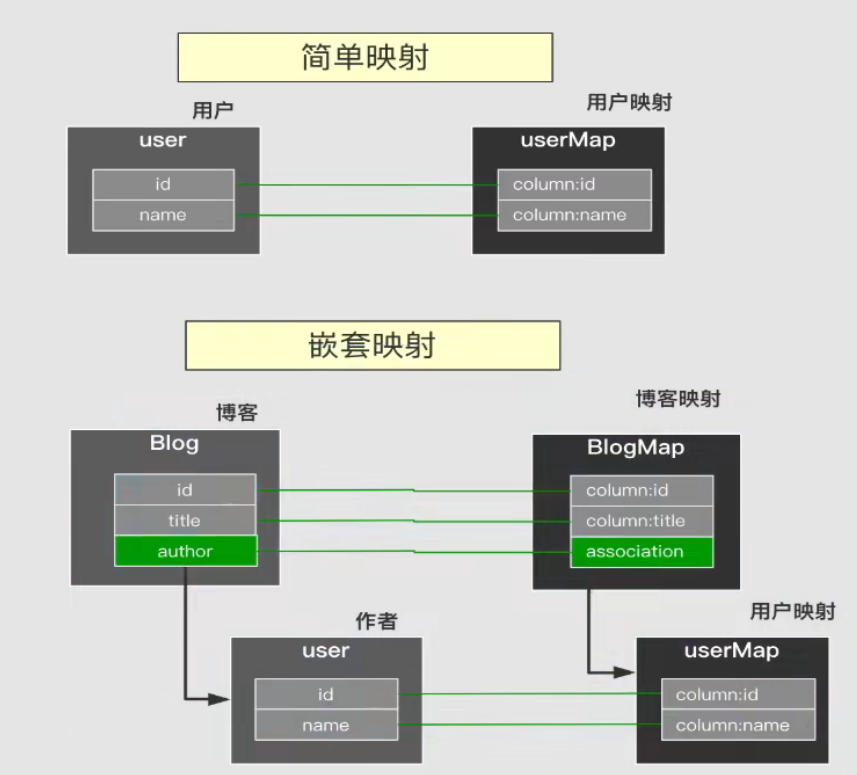 简单映射
用户
用户映射
user
userMap
id
column:id
name
column:name
嵌套映射
博客
博客映射
Blog
BlogMap
id
column:id
title
column:title
author
association
作者
用户映射
user
userMap
id
column:id
name
column:name